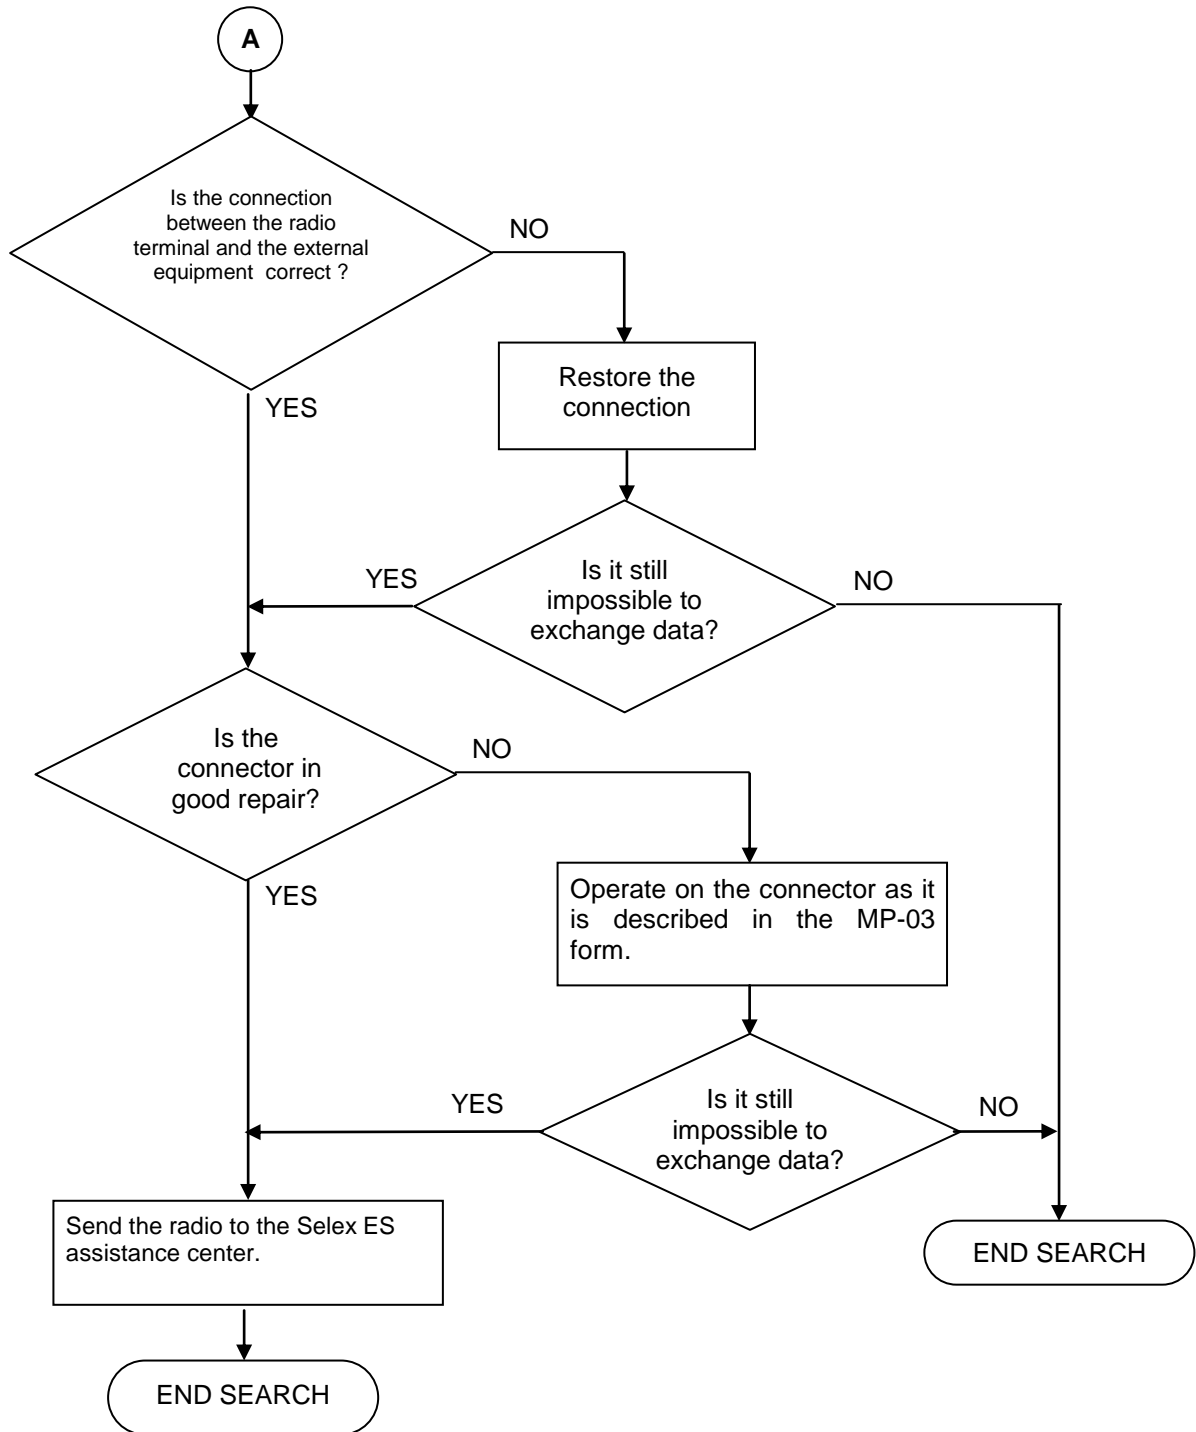 A
Is the connection
between the radio
terminal and the external
equipment correct ?
NO
Restore the
connection
YES
Is it still
impossible to
exchange data?
YES
NO
Is the
connector in
good repair?
NO
YES
Operate on the connector as it
is described in the MP-03
form.
Is it still
impossible to
exchange data?
YES
NO
Send the radio to the Selex ES
assistance center.
END SEARCH
END SEARCH